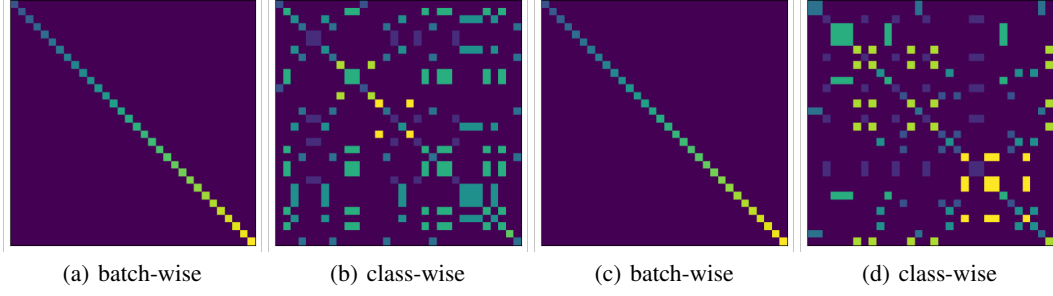 (a) batch-wise
(b) class-wise
(c) batch-wise
(d) class-wise